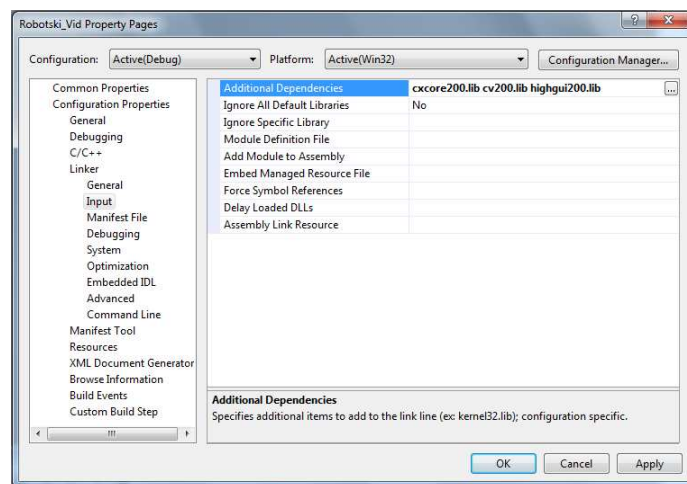 Robotski_Vid Property Pages
Configuration: Active(Debug) Platform: Active(Win32) Configuration Manager...
Common Properties
Configuration Properties
General
Debugging
C/C++
Linker
General
Input
Manifest File
Debugging
System
Optimization
Embedded IDL
Advanced
Command Line
Manifest Tool
Resources
XML Document Generator
Browse Information
Build Events
Custom Build Step
Additional Dependencies cxcore200.lib cv200.lib highgui200.lib ...
Ignore All Default Libraries No
Ignore Specific Library
Module Definition File
Add Module to Assembly
Embed Managed Resource File
Force Symbol References
Delay Loaded DLLs
Assembly Link Resource
Additional Dependencies
Specifies additional items to add to the link line (ex: kernel32.lib); configuration specific.
OK Cancel Apply